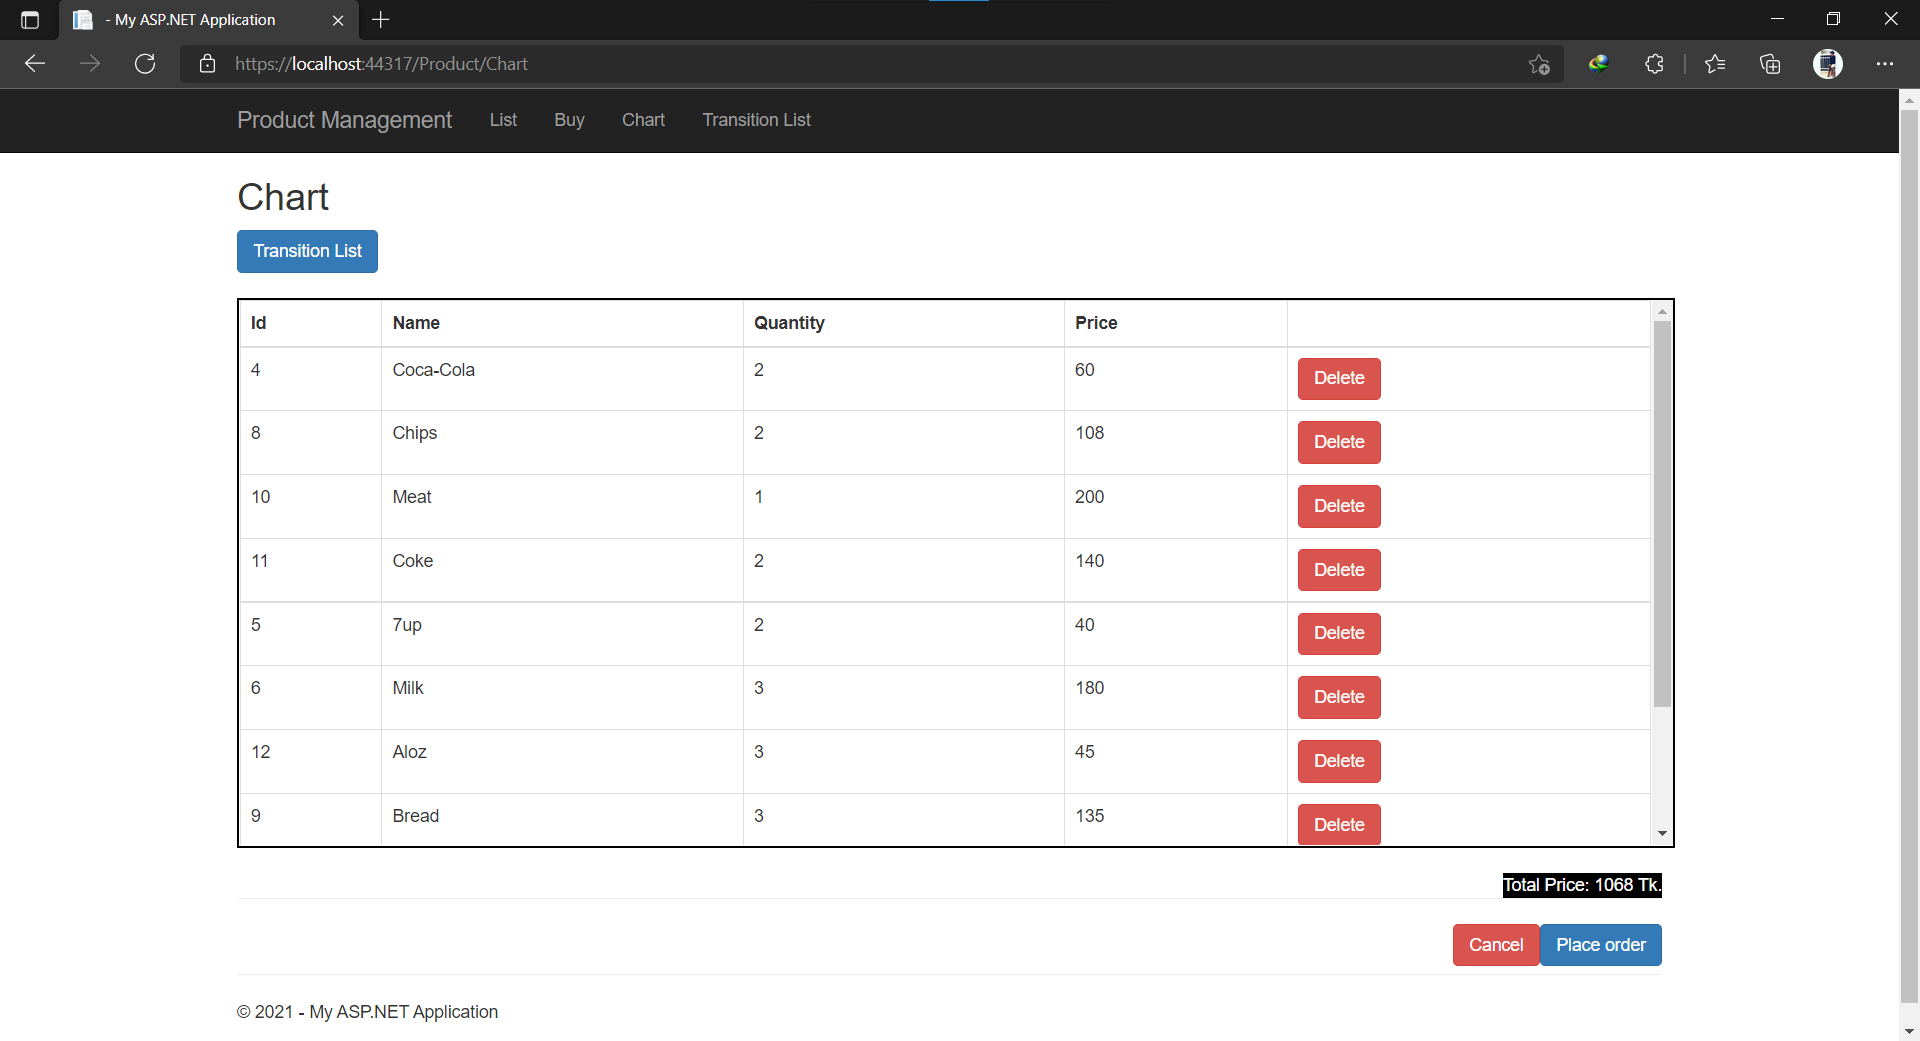 - My ASP.NET Application
https://localhost:44317/Product/Chart
Product Management List Buy Chart Transition List
Chart
Transition List
Id Name Quantity Price
4 Coca-Cola 2 60 Delete
8 Chips 2 108 Delete
10 Meat 1 200 Delete
11 Coke 2 140 Delete
5 7up 2 40 Delete
6 Milk 3 180 Delete
12 Aloz 3 45 Delete
9 Bread 3 135 Delete
Total Price: 1068 Tk.
Cancel Place order
© 2021 - My ASP.NET Application